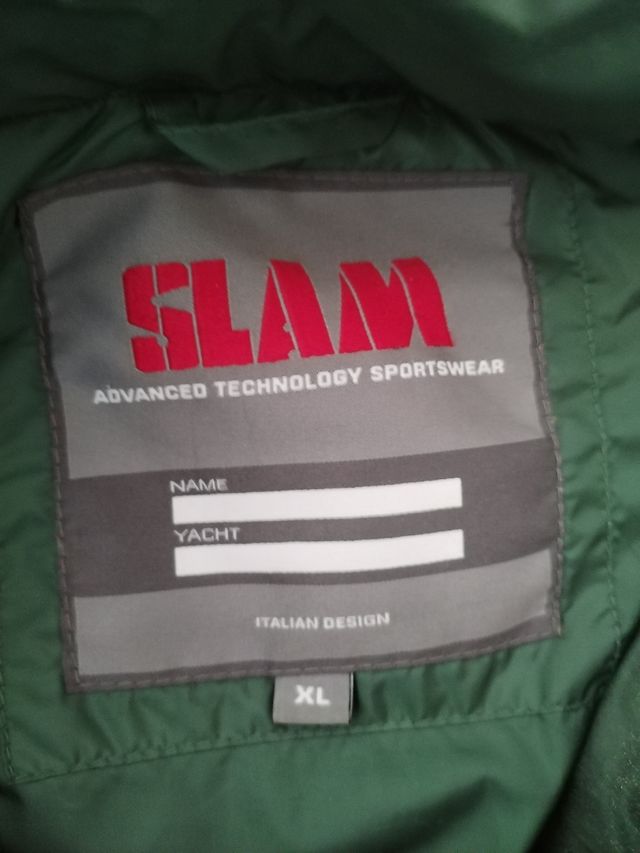 SLAM
ADVANCED TECHNOLOGY SPORTSWEAR
NAME
YACHT
ITALIAN DESIGN
XL